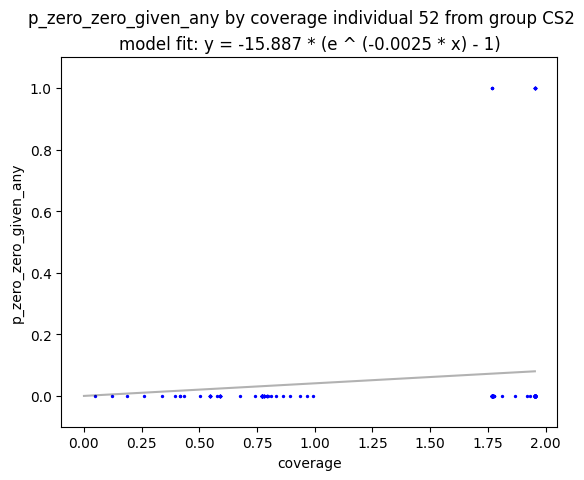 p_zero_zero_given_any by coverage individual 52 from group CS2
model fit: y = -15.887 * (e ^ (-0.0025 * x) - 1)
1.0
0.8
0.6
0.4
0.2
0.0
p_zero_zero_given_any
0.00 0.25 0.50 0.75 1.00 1.25 1.50 1.75 2.00
coverage